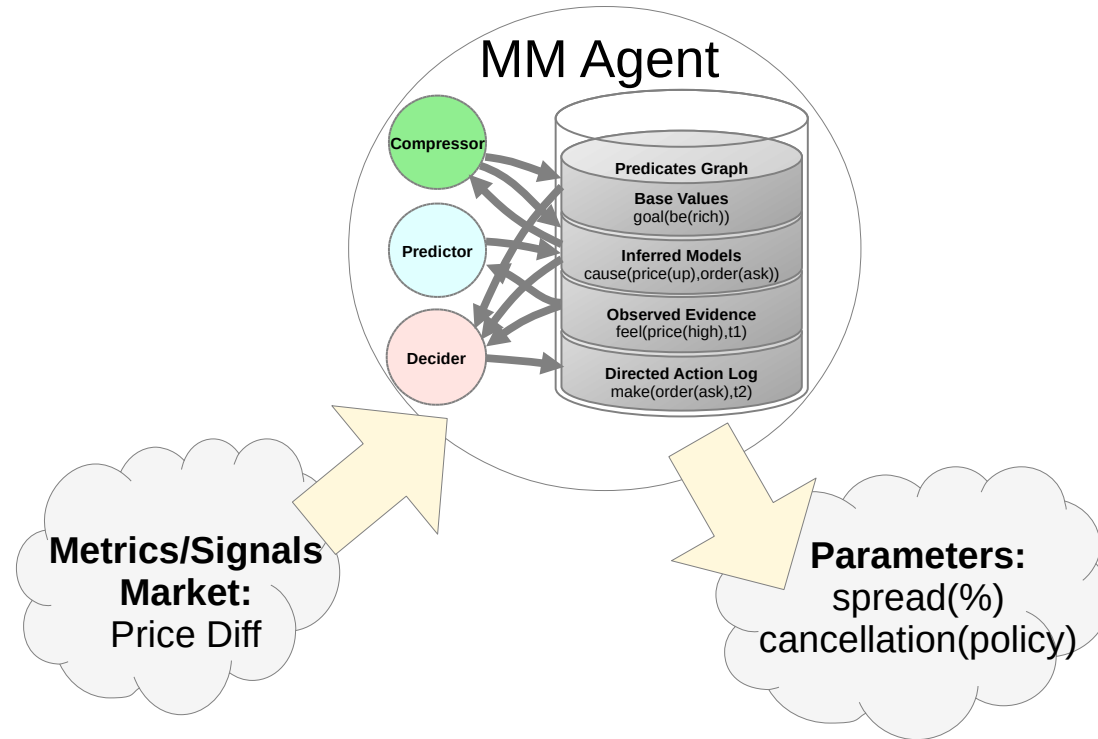 MM Agent
Compressor
Predictor
Decider
Predicates Graph
Base Values
goal(be(rich))
Inferred Models
cause(price(up),order(ask))
Observed Evidence
feel(price(high),t1)
Directed Action Log
make(order(ask),t2)
Metrics/Signals
Market:
Price Diff
Parameters:
spread(%)
cancellation(policy)